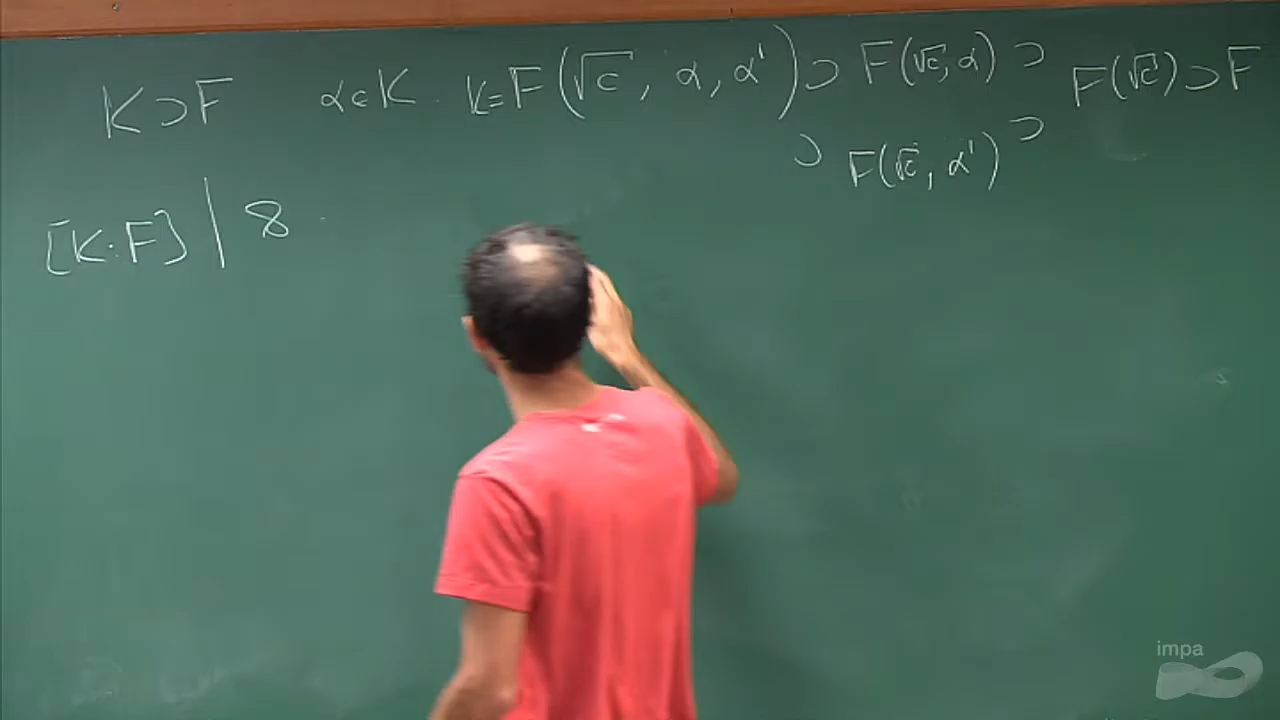 K ⊃ F α ∈ K. K = F(√c, α, α') ⊃ F(√c, α) ⊃ F(√c) ⊃ F
⊃ F(√c, α') ⊃
[K:F] | 8
impa